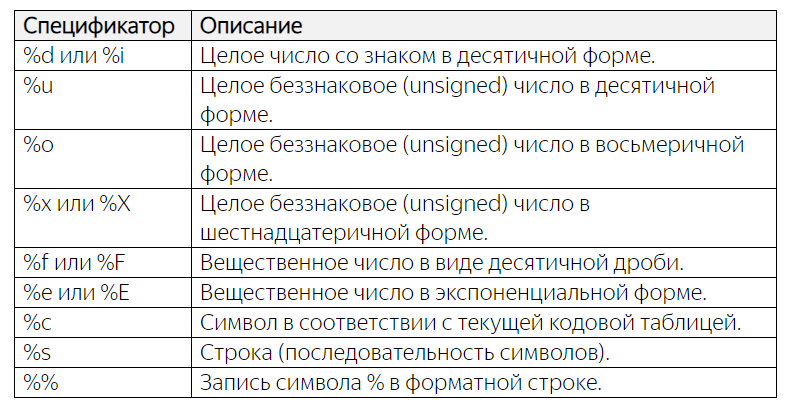 Спецификатор Описание
%d или %i Целое число со знаком в десятичной форме.
%u Целое беззнаковое (unsigned) число в десятичной
форме.
%o Целое беззнаковое (unsigned) число в восьмеричной
форме.
%x или %X Целое беззнаковое (unsigned) число в
шестнадцатеричной форме.
%f или %F Вещественное число в виде десятичной дроби.
%e или %E Вещественное число в экспоненциальной форме.
%c Символ в соответствии с текущей кодовой таблицей.
%s Строка (последовательность символов).
%% Запись символа % в форматной строке.